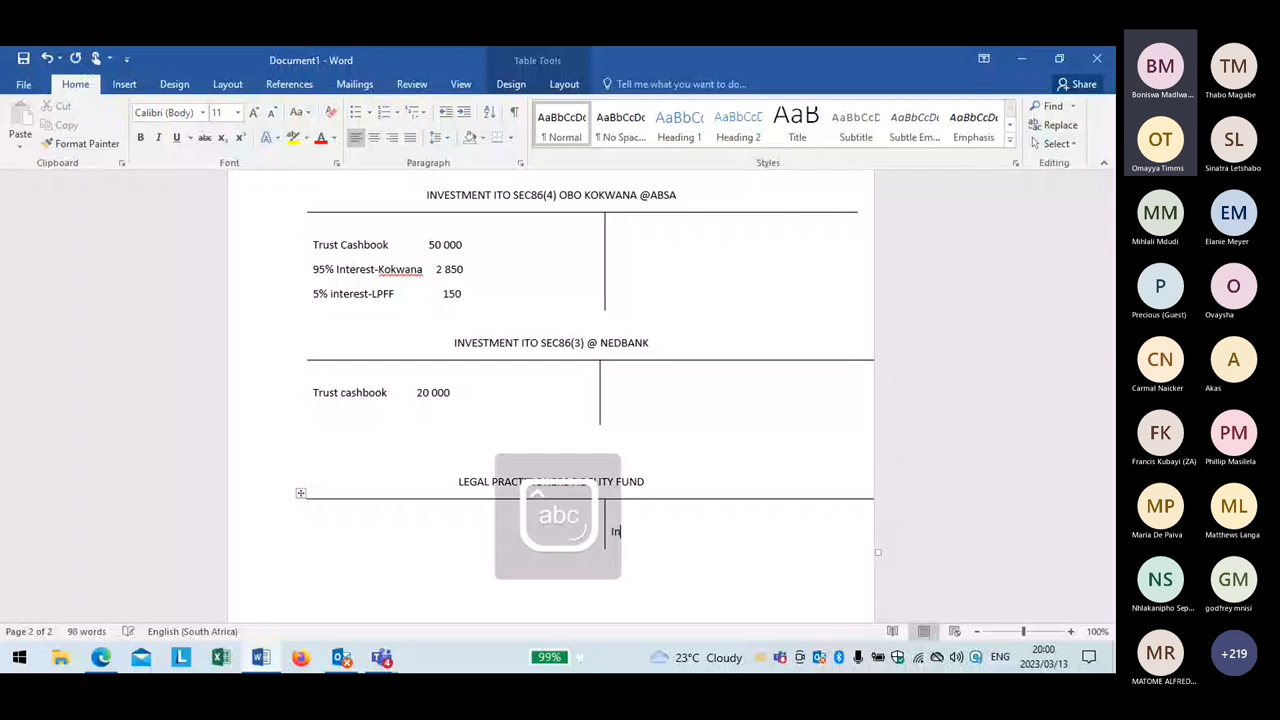 Document1 - Word
Table Tools
File Home Insert Design Layout References Mailings Review View Design Layout Tell me what you want to do... Share
Paste
Cut
Copy
Format Painter
Clipboard
Calibri (Body) 11
Font
Paragraph
AaBbCcDc AaBbCcDc AaBbCc AaBbCcD AaB AaBbCcD AaBbCcD AaBbCcDc
¶ Normal ¶ No Spac... Heading 1 Heading 2 Title Subtitle Subtle Em... Emphasis
Styles
Find
Replace
Select
Editing
INVESTMENT ITO SEC86(4) OBO KOKWANA @ABSA
Trust Cashbook 50 000
95% Interest-Kokwana 2 850
5% interest-LPFF 150
INVESTMENT ITO SEC86(3) @ NEDBANK
Trust cashbook 20 000
LEGAL PRACTITIONERS FIDELITY FUND
abc
In
Page 2 of 2 98 words English (South Africa) 100%
99% 23°C Cloudy ENG 20:00
2023/03/13
BM TM
Boniswa Madlwa... Thabo Magabe
OT SL
Omayya Timms Sinatra Letshabo
MM EM
Mihlali Mdudi Elanie Meyer
P O
Precious (Guest) Ovaysha
CN A
Carmal Naicker Akas
FK PM
Francis Kubayi (ZA) Phillip Masilela
MP ML
Maria De Paiva Matthews Langa
NS GM
Nhlakanipho Sep... godfrey mnisi
MR +219
MATOME ALFRED...